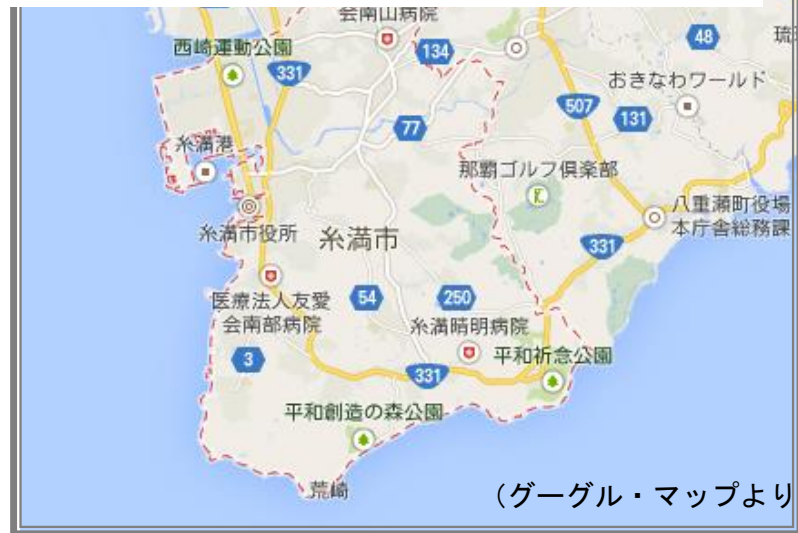 会南山病院
134
48
琉
西崎運動公園
331
おきなわワールド
507
131
77
糸満港
那覇ゴルフ倶楽部
八重瀬町役場
本庁舎総務課
糸満市役所
糸満市
331
医療法人友愛
会南部病院
54
250
糸満晴明病院
3
331
平和祈念公園
平和創造の森公園
荒崎
（グーグル・マップより